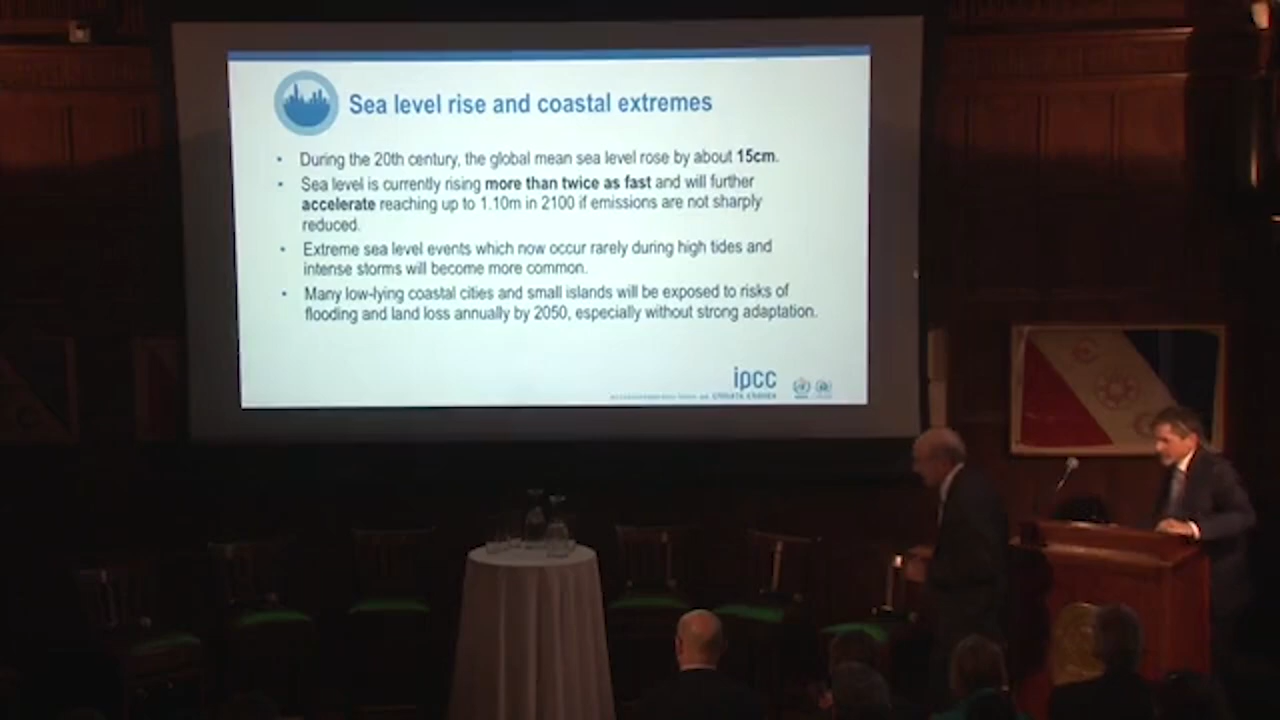 Sea level rise and coastal extremes
• During the 20th century, the global mean sea level rose by about 15cm.
• Sea level is currently rising more than twice as fast and will further
accelerate reaching up to 1.10m in 2100 if emissions are not sharply
reduced.
• Extreme sea level events which now occur rarely during high tides and
intense storms will become more common.
• Many low-lying coastal cities and small islands will be exposed to risks of
flooding and land loss annually by 2050, especially without strong adaptation.
ipcc
climate change